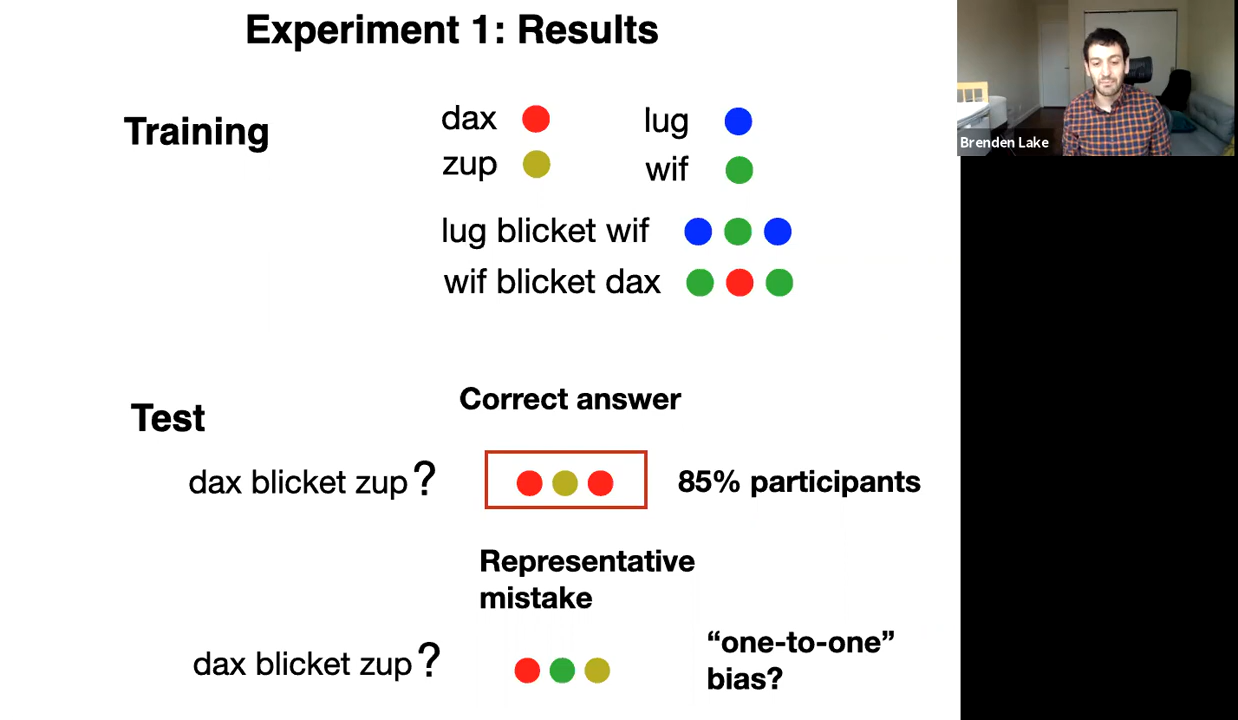 Experiment 1: Results
Brenden Lake
Training
dax
lug
zup
wif
lug blicket wif
wif blicket dax
Correct answer
Test
dax blicket zup ?
85% participants
Representative
mistake
dax blicket zup ?
“one-to-one”
bias?